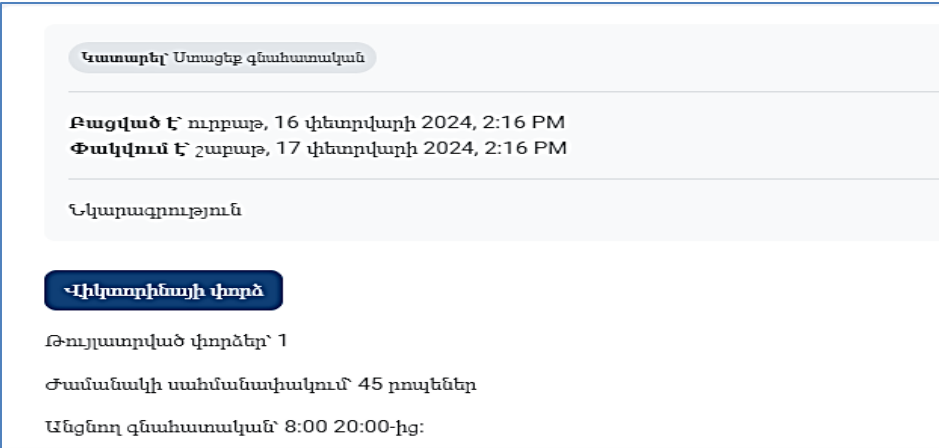 Կատարել՝ Ստացեք գնահատական
Բացված է՝ ուրբաթ, 16 փետրվարի 2024, 2:16 PM
Փակվում է՝ շաբաթ, 17 փետրվարի 2024, 2:16 PM
Նկարագրություն
Վիկտորինայի փորձ
Թույլատրված փորձեր՝ 1
Ժամանակի սահմանափակում՝ 45 րոպեներ
Անցնող գնահատական՝ 8:00 20:00-ից: